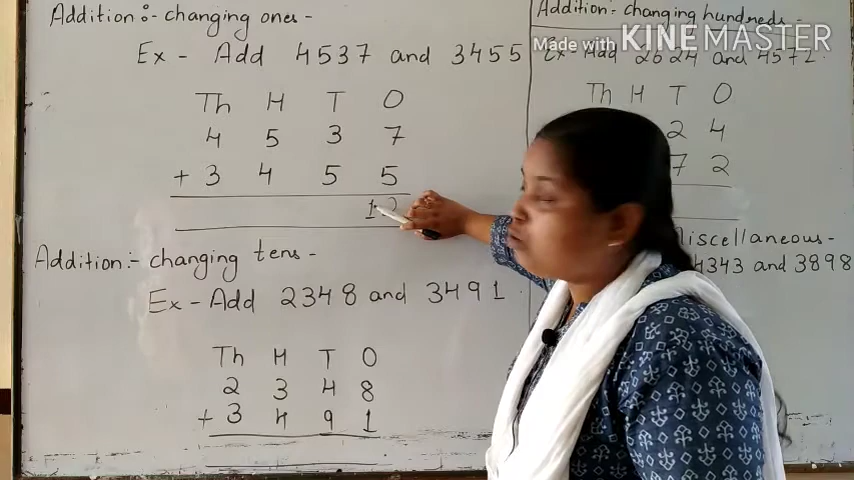 Addition :- changing ones -
Ex - Add 4537 and 3455
Th H T O
4 5 3 7
+ 3 4 5 5
12
Addition :- changing tens -
Ex - Add 2348 and 3491
Th H T O
2 3 4 8
+ 3 4 9 1
Addition :- changing hundreds -
Made with KINEMASTER
Ex - Add 2624 and 4572
Th H T O
2 4
7 2
Miscellaneous -
4343 and 3898